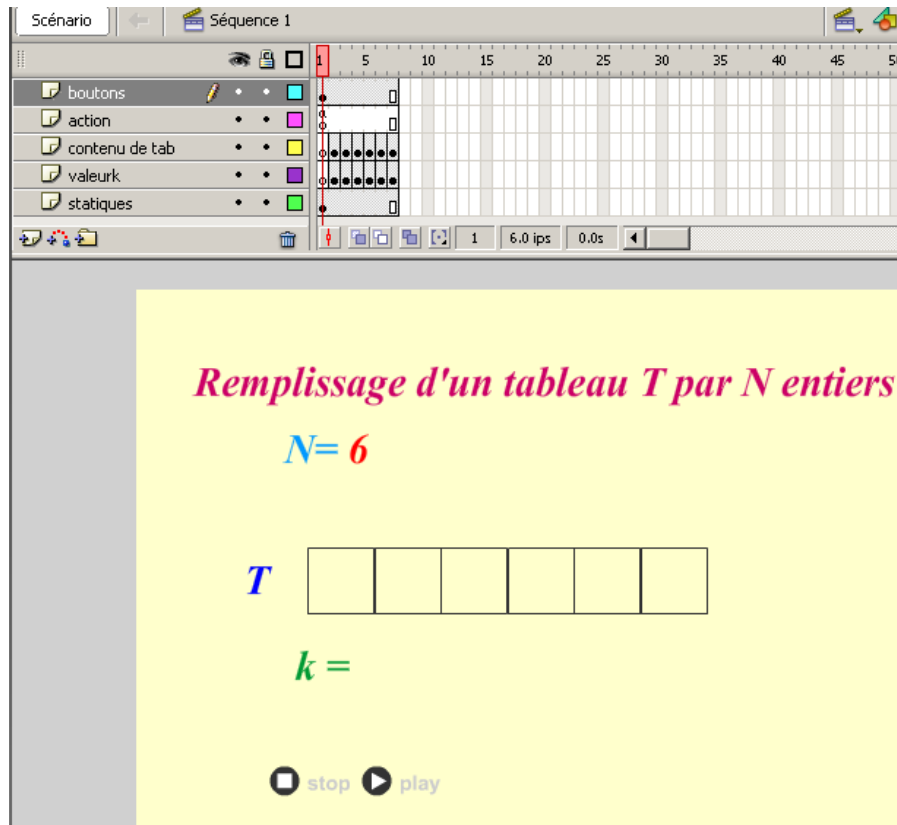 Scénario Séquence 1
1 5 10 15 20 25 30 35 40 45
boutons
action
contenu de tab
valeurk
statiques
1 6.0 ips 0.0s
Remplissage d'un tableau T par N entiers
N= 6
T
k =
stop play